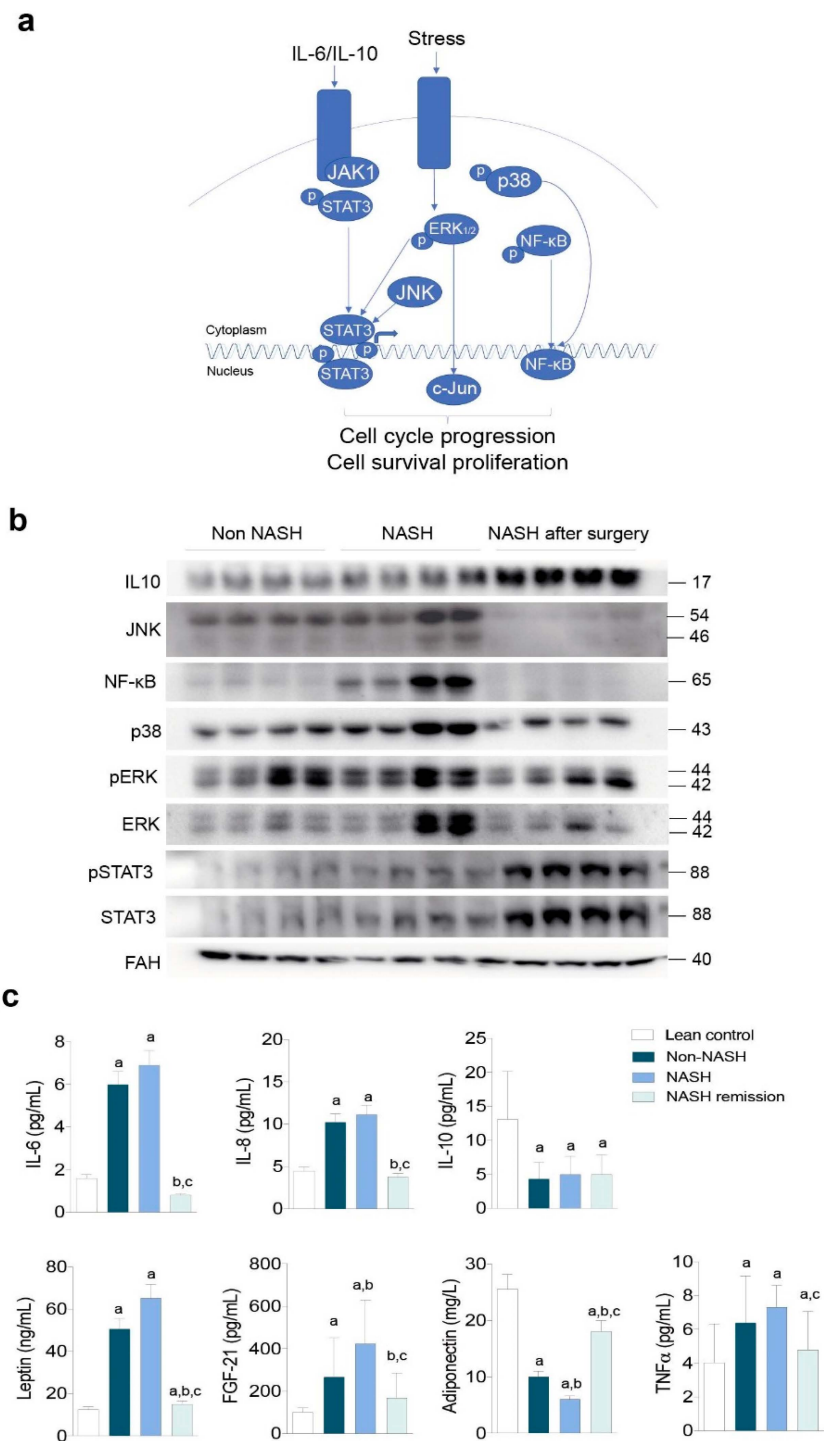 a
Stress
IL-6/IL-10
JAK1
p
STAT3
p
p38
p
ERK1/2
p
NF-κB
JNK
Cytoplasm
STAT3
p
p
Nucleus
STAT3
c-Jun
NF-κB
Cell cycle progression
Cell survival proliferation
b
Non NASH NASH NASH after surgery
IL10 17
JNK 54
46
NF-κB 65
p38 43
pERK 44
42
ERK 44
42
pSTAT3 88
STAT3 88
FAH 40
c
IL-6 (pg/mL)
8
6
4
2
0
a
a
b,c
IL-8 (pg/mL)
20
15
10
5
0
a
a
b,c
IL-10 (pg/mL)
25
20
15
10
5
0
a
a
a
Lean control
Non-NASH
NASH
NASH remission
Leptin (ng/mL)
80
60
40
20
0
a
a
a,b,c
FGF-21 (pg/mL)
800
600
400
200
0
a
a,b
b,c
Adiponectin (mg/L)
30
20
10
0
a
a,b
a,b,c
TNFα (pg/mL)
10
8
6
4
2
0
a
a
a,c